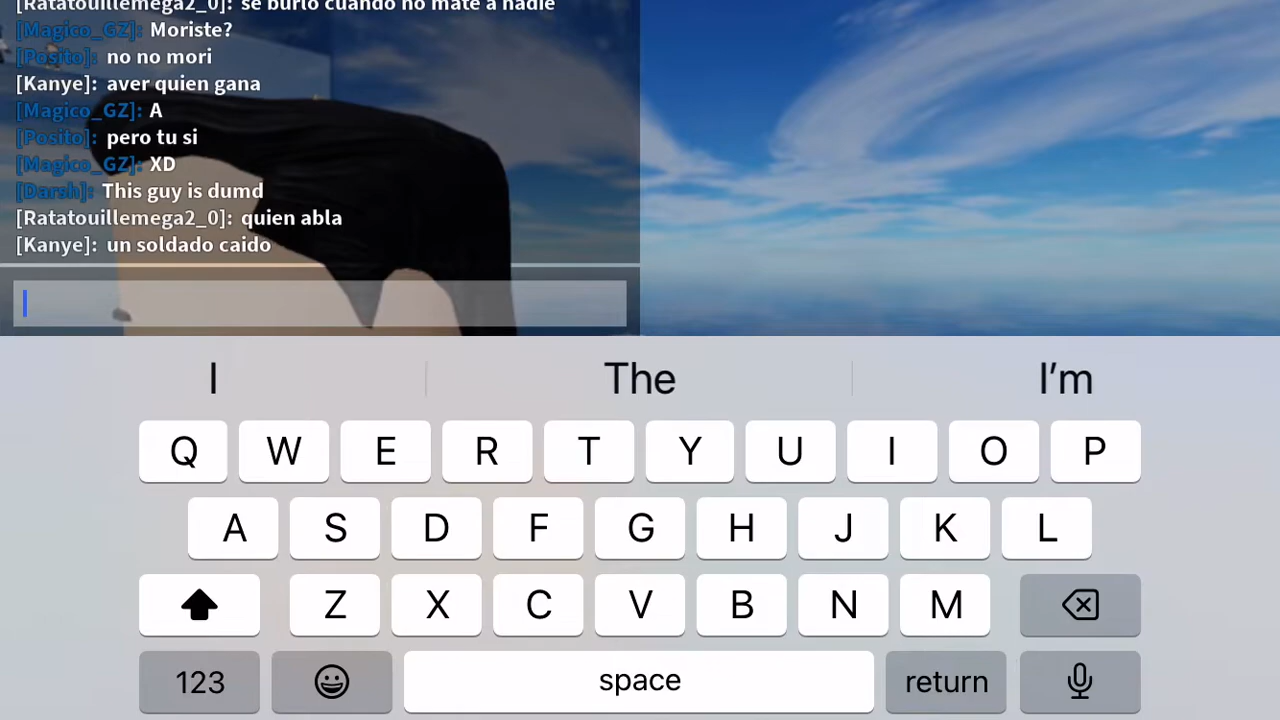 [Ratatouillemega2_0]: se burlo cuando no mate a nadie
[Magico_GZ]: Moriste?
[Posito]: no no mori
[Kanye]: aver quien gana
[Magico_GZ]: A
[Posito]: pero tu si
[Magico_GZ]: XD
[Darsh]: This guy is dumd
[Ratatouillemega2_0]: quien abla
[Kanye]: un soldado caido
I The I’m
Q W E R T Y U I O P
A S D F G H J K L
Z X C V B N M
123 space return